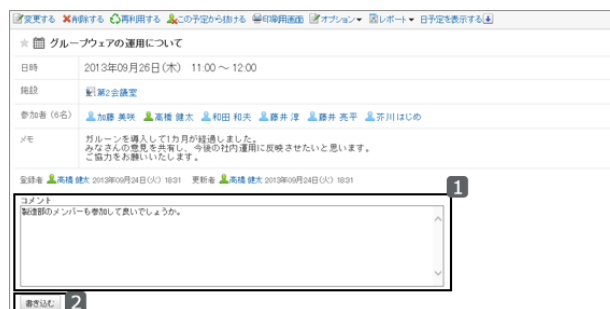 変更する 削除する 再利用する この予定から抜ける 印刷用画面 オプション▼ レポート▼ 日予定を表示する
グループウェアの運用について
日時 2013年09月26日(木) 11:00 ～ 12:00
施設 第2会議室
参加者 (6名) 加藤 美咲 高橋 健太 和田 和夫 藤井 淳 藤井 亮平 芥川はじめ
メモ ガルーンを導入して1カ月が経過しました。
みなさんの意見を共有し、今後の社内運用に反映させたいと思います。
ご協力をお願いいたします。
登録者 高橋 健太 2013年09月24日(火) 18:31 更新者 高橋 健太 2013年09月24日(火) 18:31
1
コメント
製造部のメンバーも参加して良いでしょうか。
書き込む 2